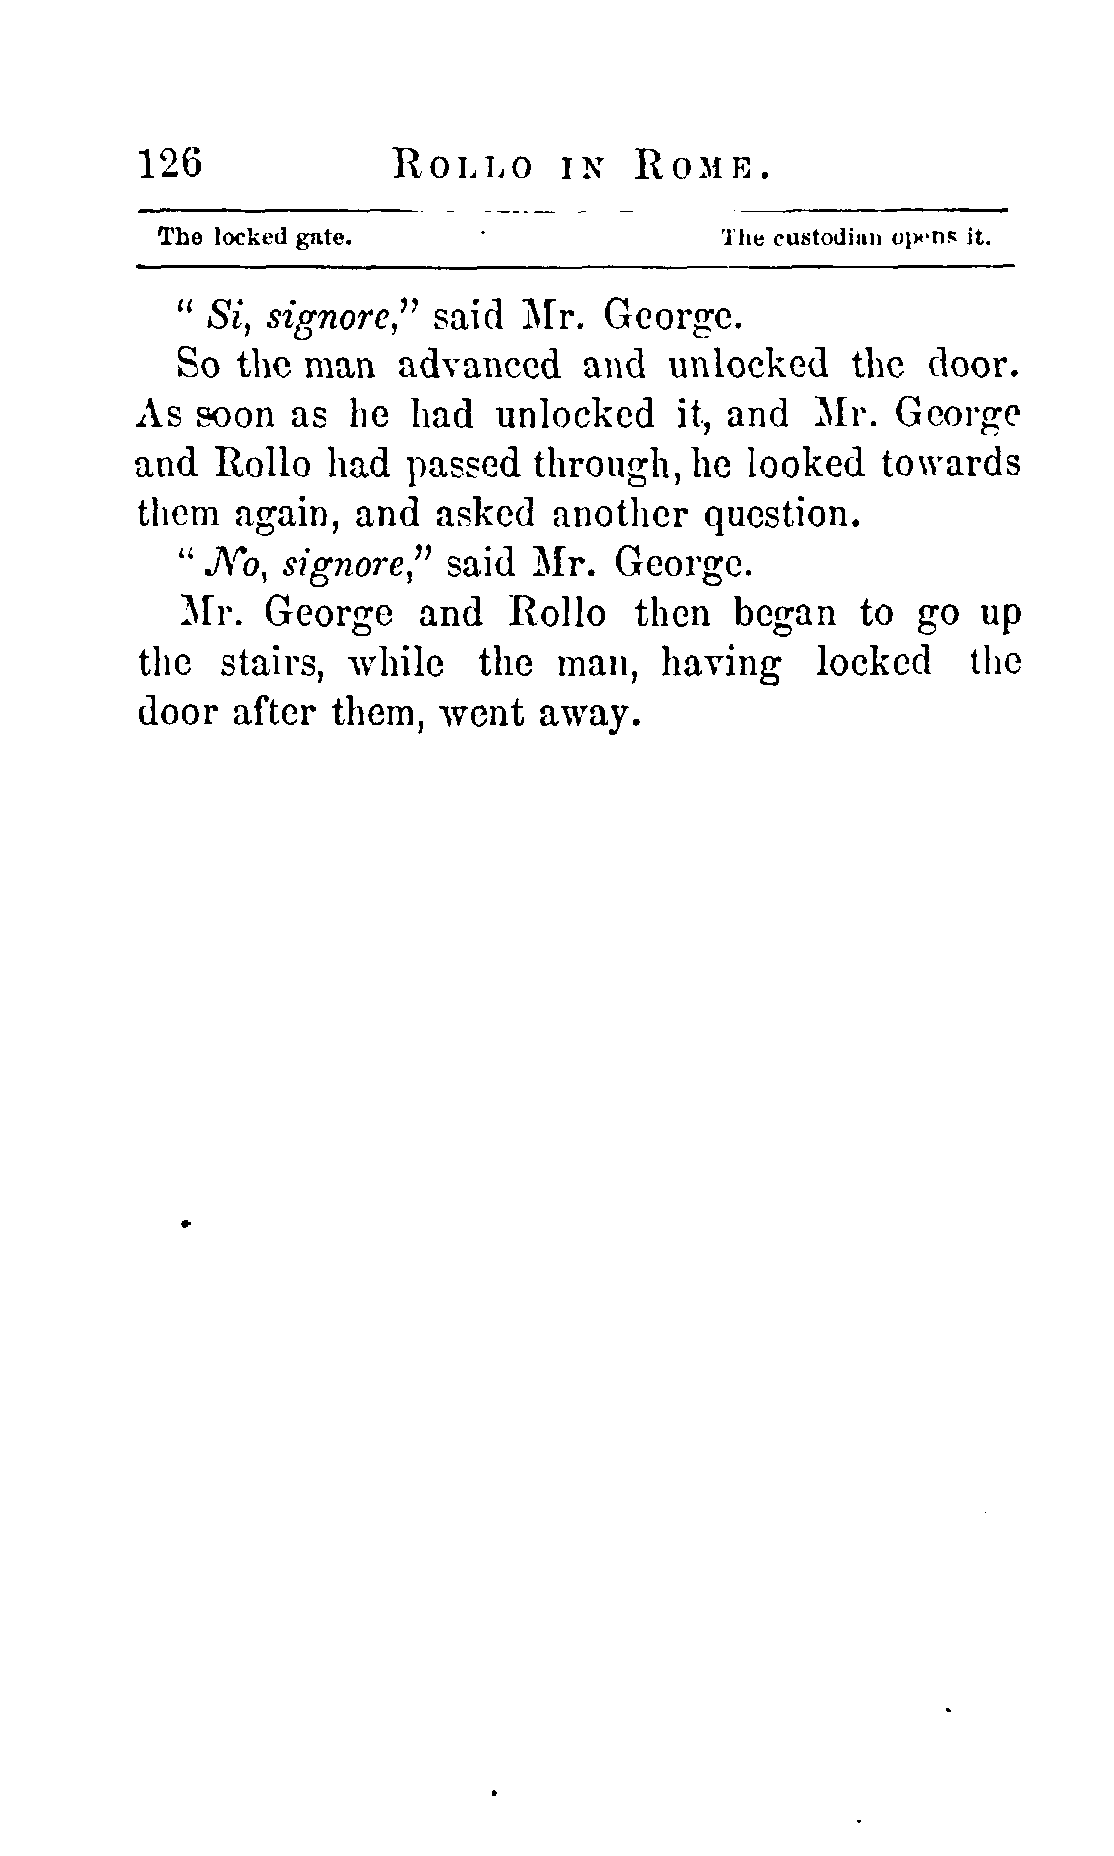 126 ROLLO IN ROME.
The locked gate. The custodian opens it.
" Si, signore," said Mr. George.
So the man advanced and unlocked the door.
As soon as he had unlocked it, and Mr. George
and Rollo had passed through, he looked towards
them again, and asked another question.
" No, signore," said Mr. George.
Mr. George and Rollo then began to go up
the stairs, while the man, having locked the
door after them, went away.